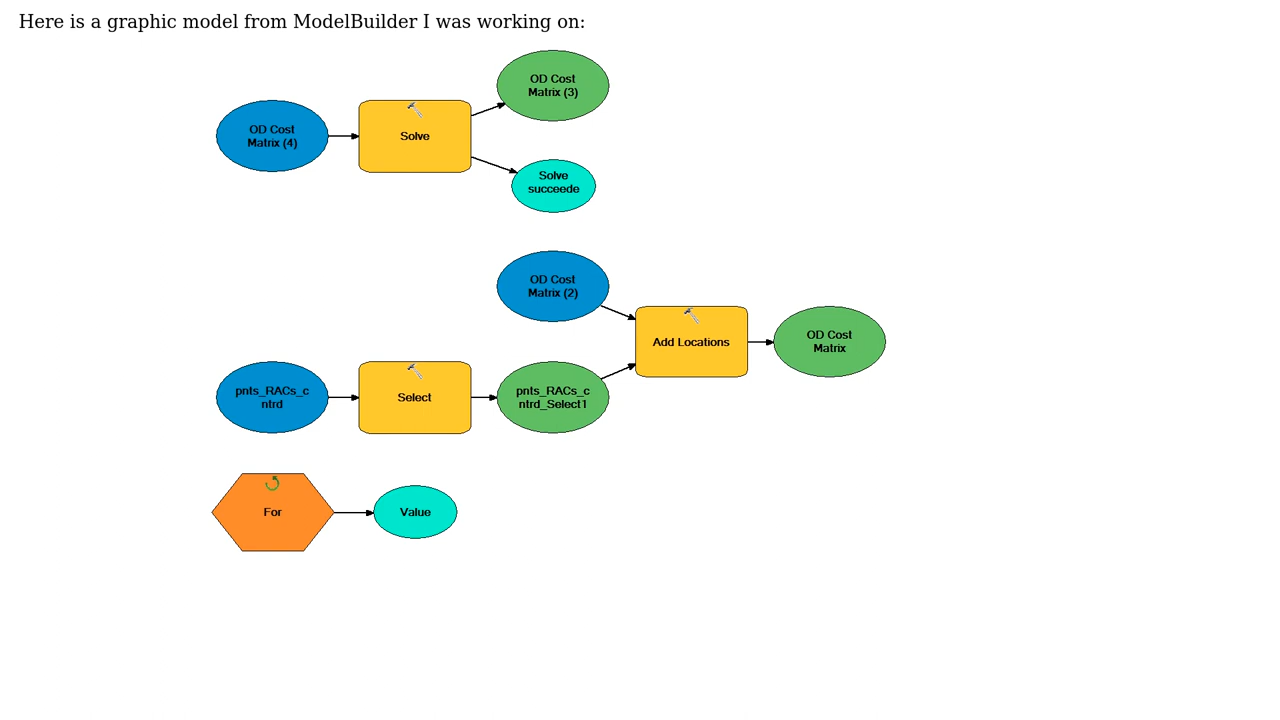 Here is a graphic model from ModelBuilder I was working on:
OD Cost
Matrix (3)
OD Cost
Matrix (4)
Solve
Solve
succeede
OD Cost
Matrix (2)
Add Locations
OD Cost
Matrix
pnts_RACs_c
ntrd
Select
pnts_RACs_c
ntrd_Select1
For
Value